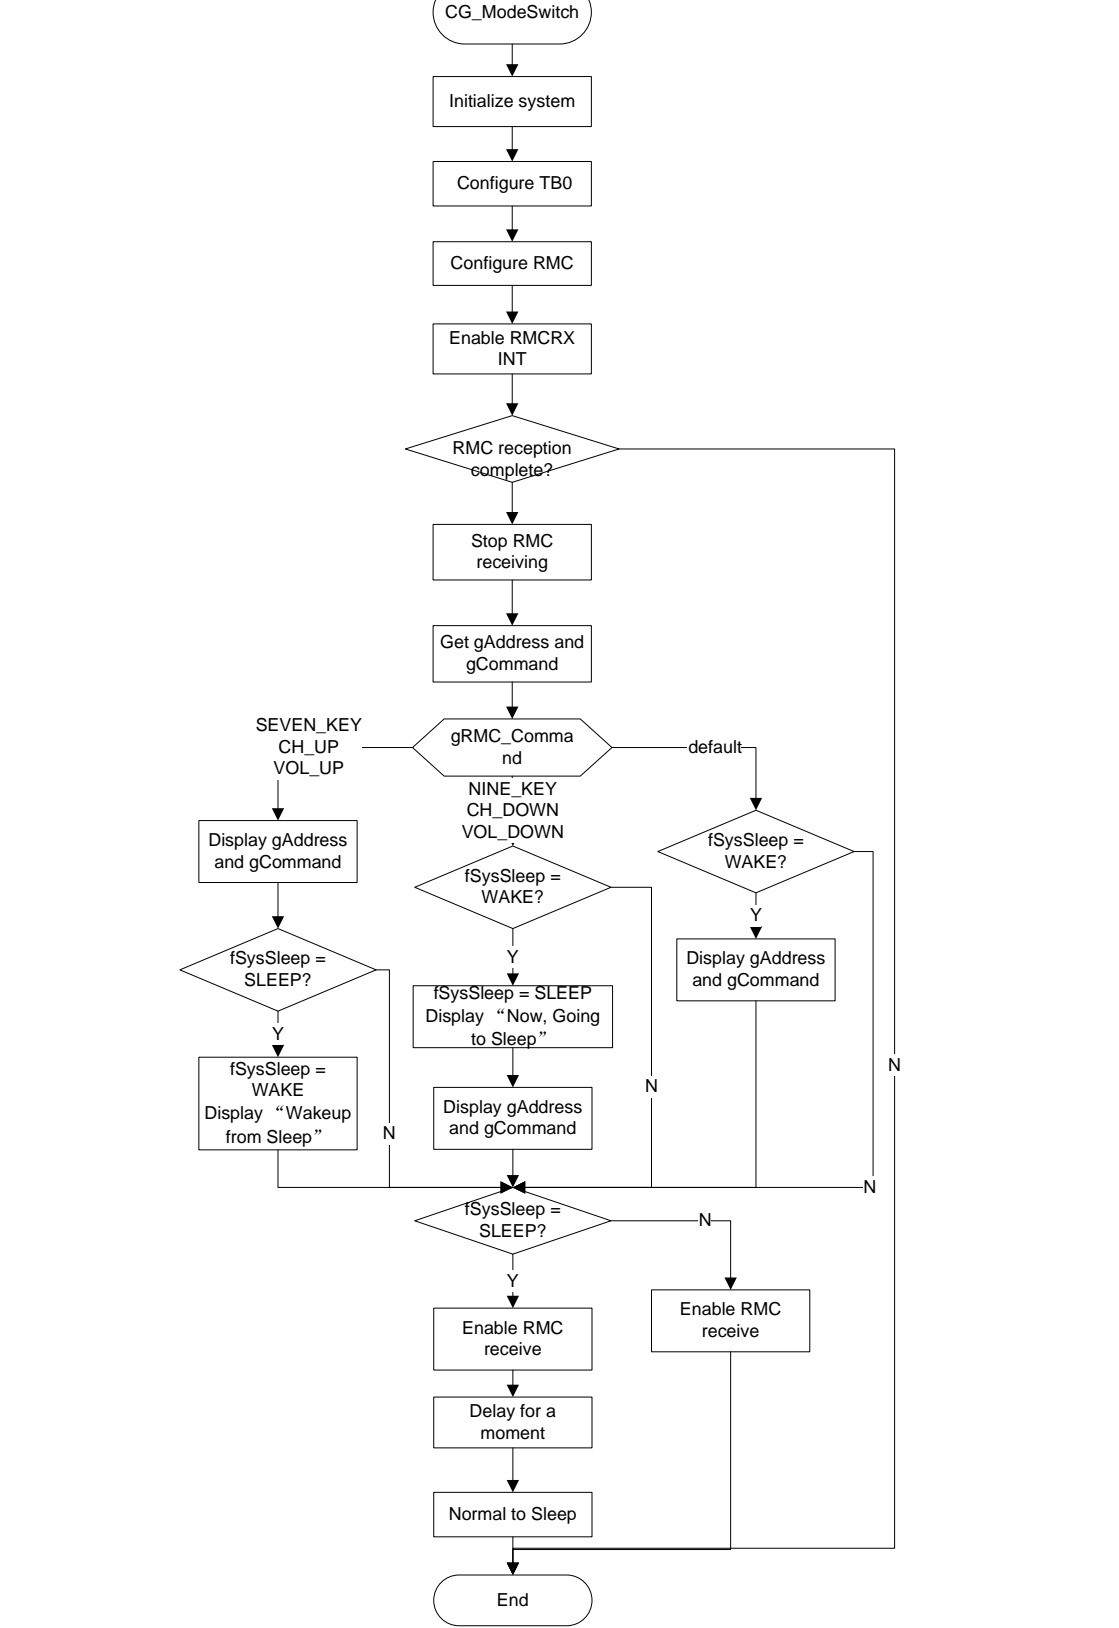 CG_ModeSwitch
Initialize system
Configure TB0
Configure RMC
Enable RMCRX
INT
RMC reception
complete?
Stop RMC
receiving
Get gAddress and
gCommand
gRMC_Comma
nd
SEVEN_KEY
CH_UP
VOL_UP
NINE_KEY
CH_DOWN
VOL_DOWN
default
Display gAddress
and gCommand
fSysSleep =
SLEEP?
Y
fSysSleep =
WAKE
Display “Wakeup
from Sleep”
N
fSysSleep =
WAKE?
Y
fSysSleep = SLEEP
Display “Now, Going
to Sleep”
Display gAddress
and gCommand
N
fSysSleep =
WAKE?
Y
Display gAddress
and gCommand
N
N
fSysSleep =
SLEEP?
N
Y
Enable RMC
receive
Enable RMC
receive
Delay for a
moment
Normal to Sleep
End